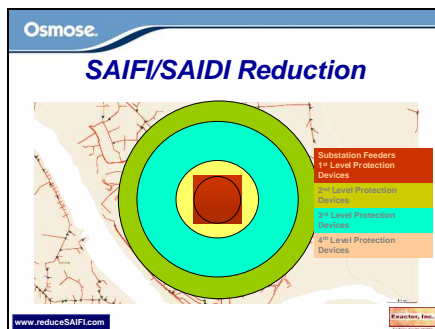 Osmose.
SAIFI/SAIDI Reduction
Substation Feeders
1st Level Protection
Devices
2nd Level Protection
Devices
3rd Level Protection
Devices
4th Level Protection
Devices
www.reduceSAIFI.com
Exacter, Inc.